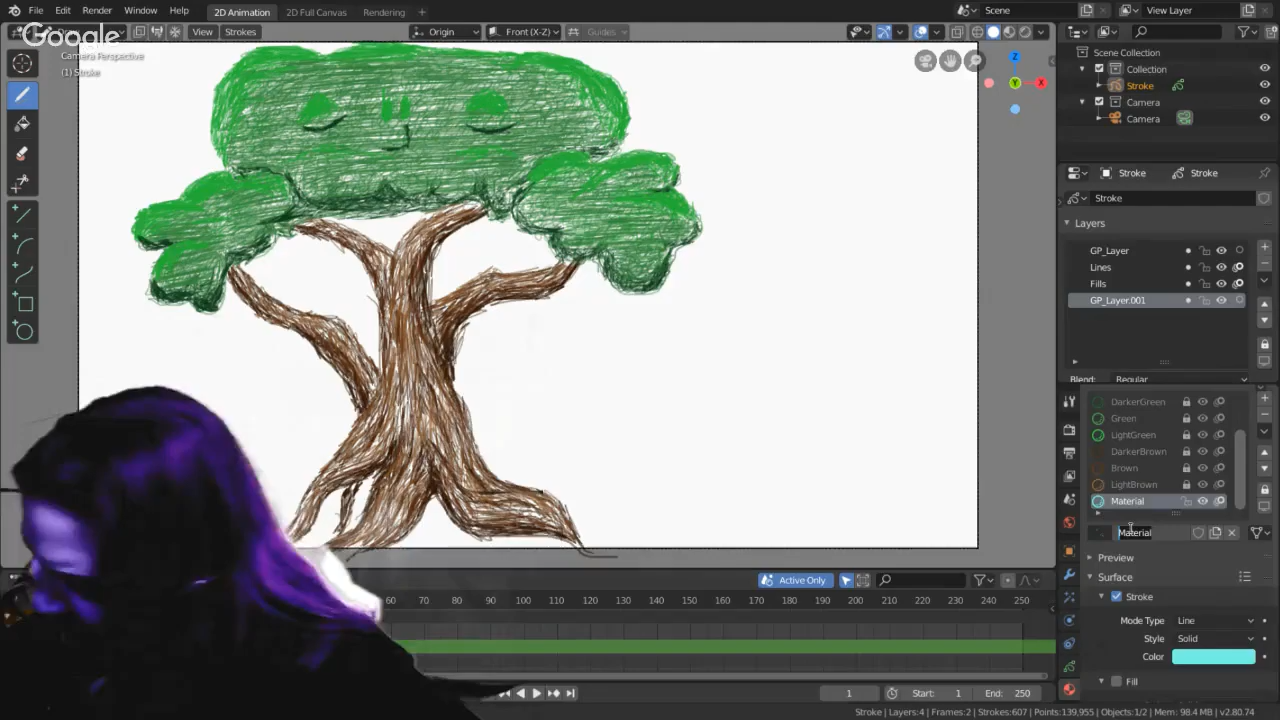 File Edit Render Window Help 2D Animation 2D Full Canvas Rendering + Scene View Layer
Google
View Strokes Origin Front (X-Z) Guides
Camera Perspective
(1) Stroke
Z
Y
X
Scene Collection
Collection
Stroke
Camera
Camera
Stroke Stroke
Stroke
Layers
GP_Layer
Lines
Fills
GP_Layer.001
Blend: Regular
DarkerGreen
Green
LightGreen
DarkerBrown
Brown
LightBrown
Material
Material
Preview
Surface
Stroke
Mode Type Line
Style Solid
Color
Fill
Active Only
60 70 80 90 100 110 120 130 140 150 160 170 180 190 200 210 220 230 240 250
1 Start: 1 End: 250
Stroke | Layers:4 | Frames:2 | Strokes:607 | Points:139,955 | Objects:1/2 | Mem: 98.4 MB | v2.80.74